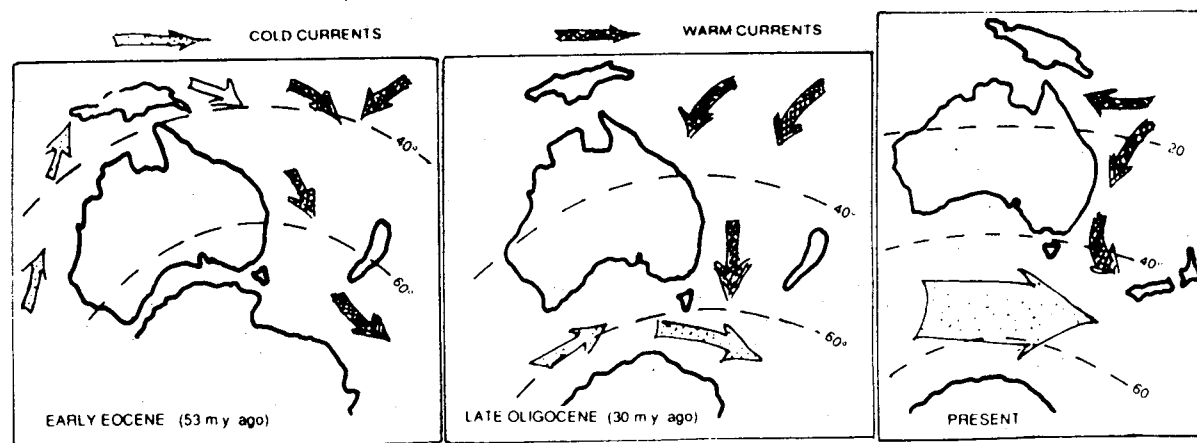 COLD CURRENTS
WARM CURRENTS
40°
60°
EARLY EOCENE (53 m y ago)
40°
60°
LATE OLIGOCENE (30 m y ago)
20
40°
60
PRESENT